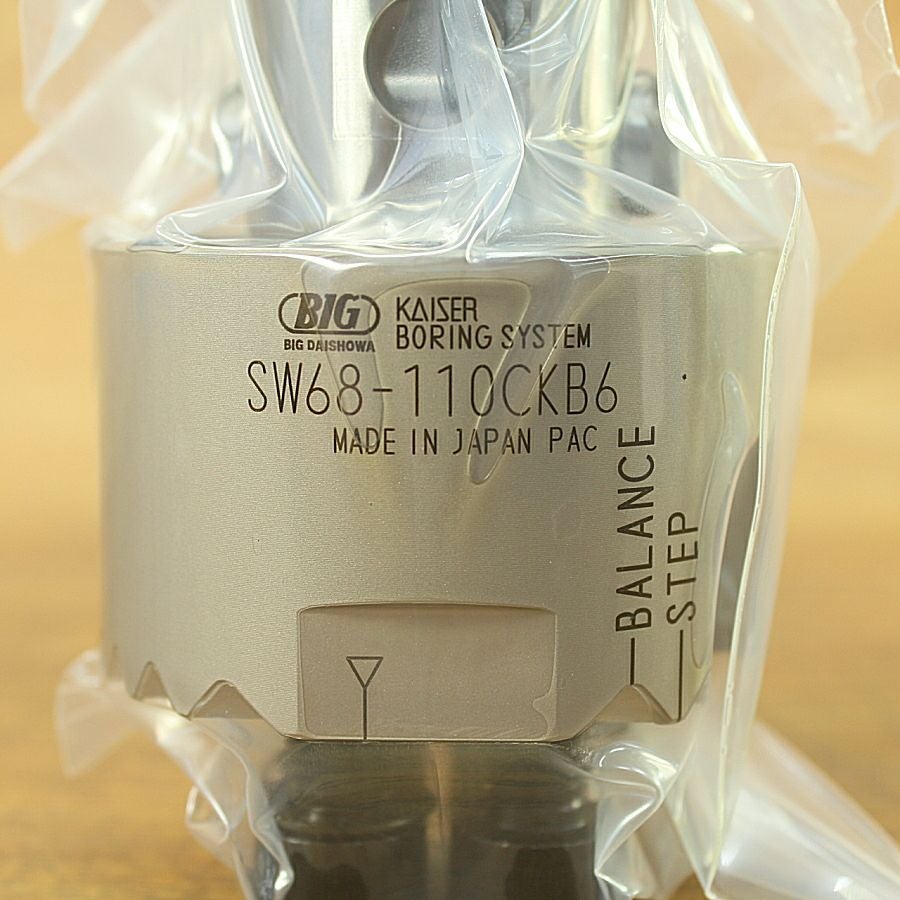 BIG
BIG DAISHOWA
KAISER
BORING SYSTEM
SW68-110CKB6
MADE IN JAPAN PAC
BALANCE
STEP